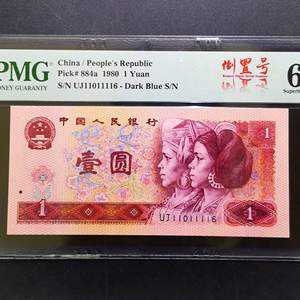 PMG
MONEY GUARANTY
China / People's Republic
Pick# 884a 1980 1 Yuan
S/N UJ11011116 - Dark Blue S/N
倒置号
6
Super
中国人民银行
1
壹圆
1
UJ11011116